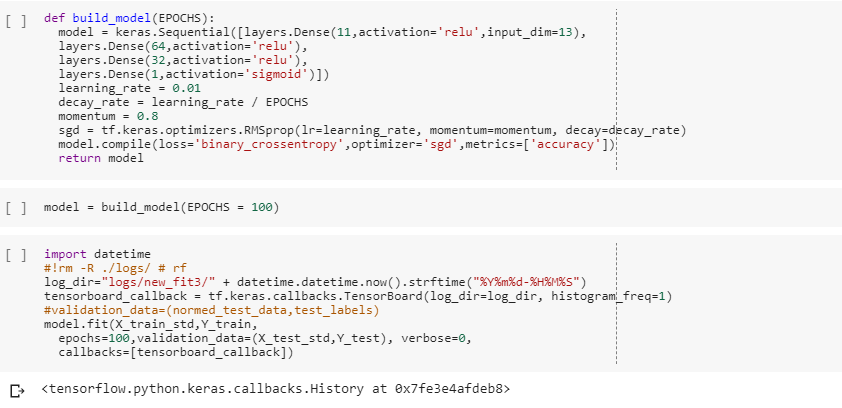 [ ] def build_model(EPOCHS):
model = keras.Sequential([layers.Dense(11,activation='relu',input_dim=13),
layers.Dense(64,activation='relu'),
layers.Dense(32,activation='relu'),
layers.Dense(1,activation='sigmoid')])
learning_rate = 0.01
decay_rate = learning_rate / EPOCHS
momentum = 0.8
sgd = tf.keras.optimizers.RMSprop(lr=learning_rate, momentum=momentum, decay=decay_rate)
model.compile(loss='binary_crossentropy',optimizer='sgd',metrics=['accuracy'])
return model
[ ] model = build_model(EPOCHS = 100)
[ ] import datetime
#!rm -R ./logs/ # rf
log_dir="logs/new_fit3/" + datetime.datetime.now().strftime("%Y%m%d-%H%M%S")
tensorboard_callback = tf.keras.callbacks.TensorBoard(log_dir=log_dir, histogram_freq=1)
#validation_data=(normed_test_data,test_labels)
model.fit(X_train_std,Y_train,
epochs=100,validation_data=(X_test_std,Y_test), verbose=0,
callbacks=[tensorboard_callback])
<tensorflow.python.keras.callbacks.History at 0x7fe3e4afdeb8>